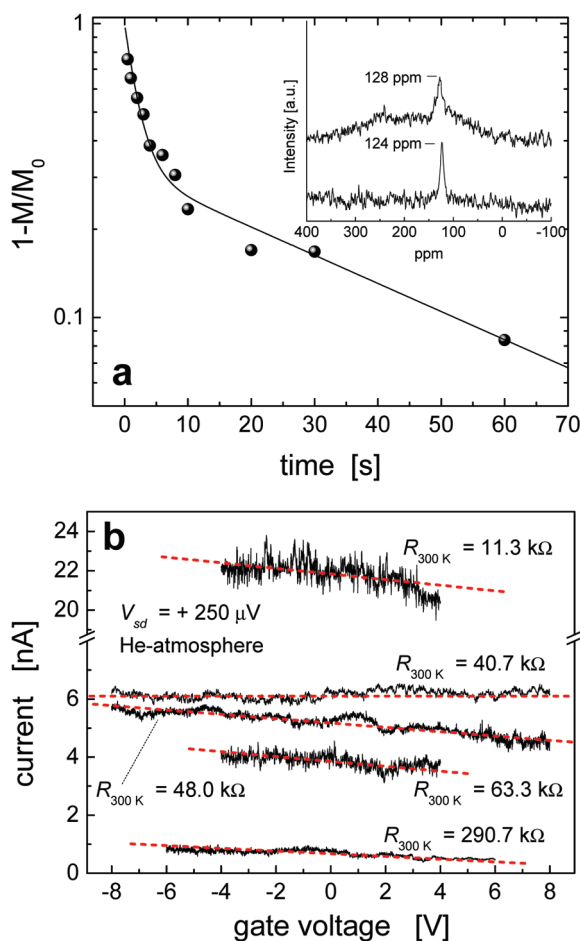 1
0.1
1-M/M₀
a
0 10 20 30 40 50 60 70
time [s]
128 ppm
124 ppm
Intensity [a.u.]
400 300 200 100 0 -100
ppm
b
24
22
20
6
4
2
0
current [nA]
R300 K = 11.3 kΩ
Vsd = + 250 μV
He-atmosphere
R300 K = 40.7 kΩ
R300 K = 48.0 kΩ
R300 K = 63.3 kΩ
R300 K = 290.7 kΩ
-8 -6 -4 -2 0 2 4 6 8
gate voltage [V]